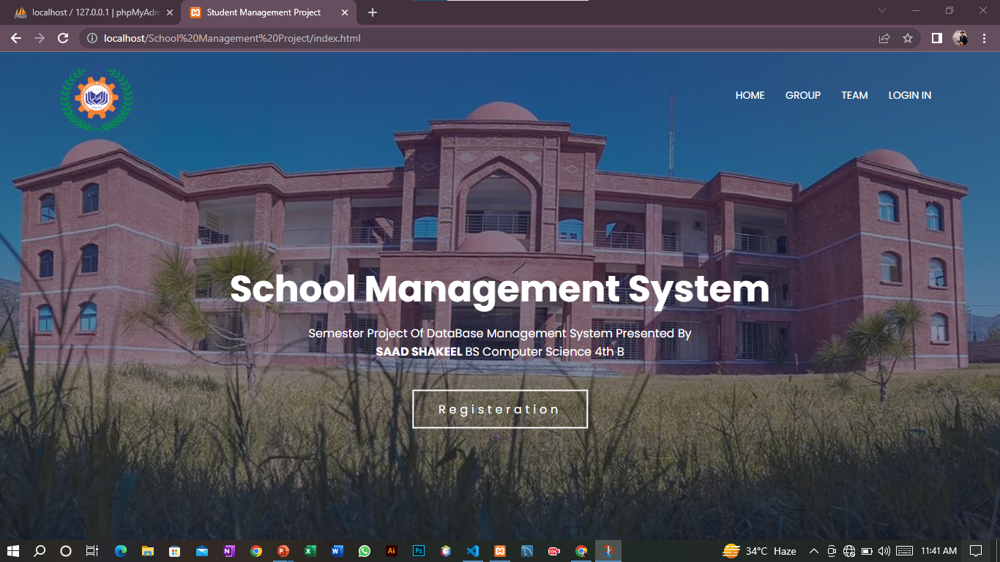 localhost / 127.0.0.1 | phpMyAdm
Student Management Project
localhost/School%20Management%20Project/index.html
HOME GROUP TEAM LOGIN IN
School Management System
Semester Project Of DataBase Management System Presented By
SAAD SHAKEEL BS Computer Science 4th B
Registeration
34°C Haze 11:41 AM